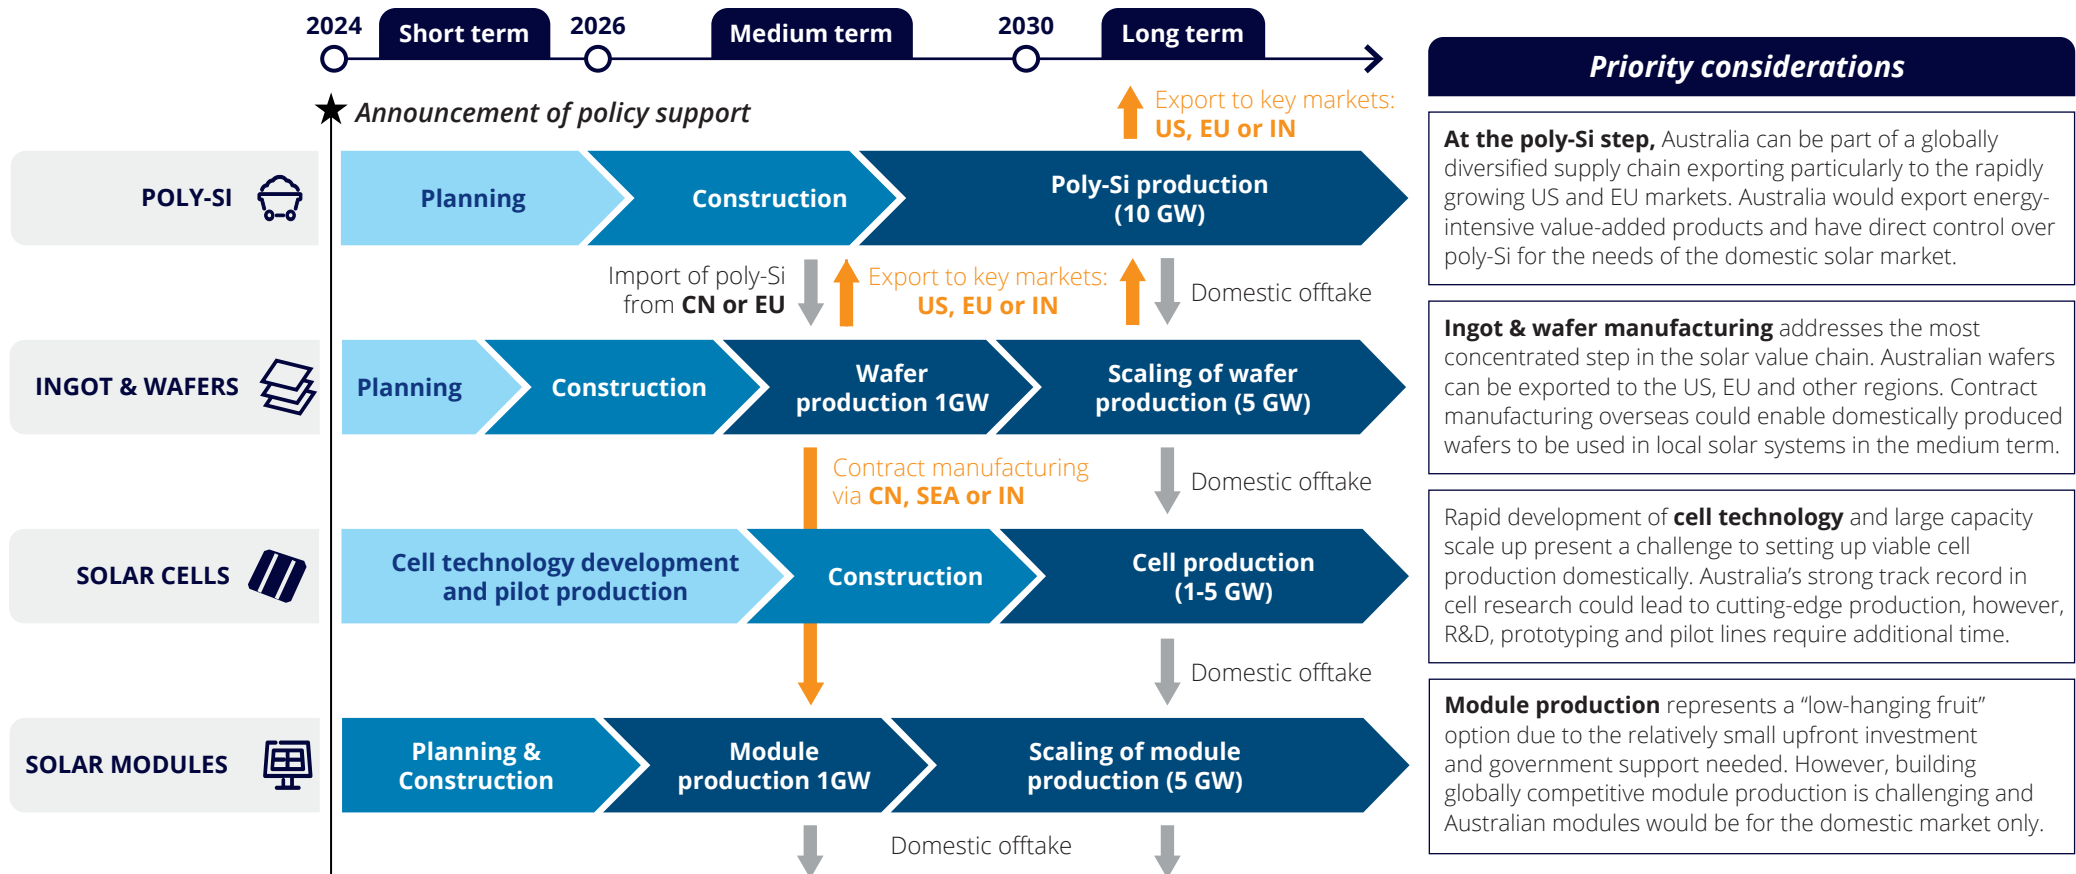 2024
Short term
2026
Medium term
2030
Long term
Announcement of policy support
Export to key markets:
US, EU or IN
POLY-SI
Planning
Construction
Poly-Si production
(10 GW)
Import of poly-Si
from CN or EU
Export to key markets:
US, EU or IN
Domestic offtake
INGOT & WAFERS
Planning
Construction
Wafer
production 1GW
Scaling of wafer
production (5 GW)
Contract manufacturing
via CN, SEA or IN
Domestic offtake
SOLAR CELLS
Cell technology development
and pilot production
Construction
Cell production
(1-5 GW)
Domestic offtake
SOLAR MODULES
Planning &
Construction
Module
production 1GW
Scaling of module
production (5 GW)
Domestic offtake
Priority considerations
At the poly-Si step, Australia can be part of a globally
diversified supply chain exporting particularly to the rapidly
growing US and EU markets. Australia would export energy-
intensive value-added products and have direct control over
poly-Si for the needs of the domestic solar market.
Ingot & wafer manufacturing addresses the most
concentrated step in the solar value chain. Australian wafers
can be exported to the US, EU and other regions. Contract
manufacturing overseas could enable domestically produced
wafers to be used in local solar systems in the medium term.
Rapid development of cell technology and large capacity
scale up present a challenge to setting up viable cell
production domestically. Australia's strong track record in
cell research could lead to cutting-edge production, however,
R&D, prototyping and pilot lines require additional time.
Module production represents a "low-hanging fruit"
option due to the relatively small upfront investment
and government support needed. However, building
globally competitive module production is challenging and
Australian modules would be for the domestic market only.